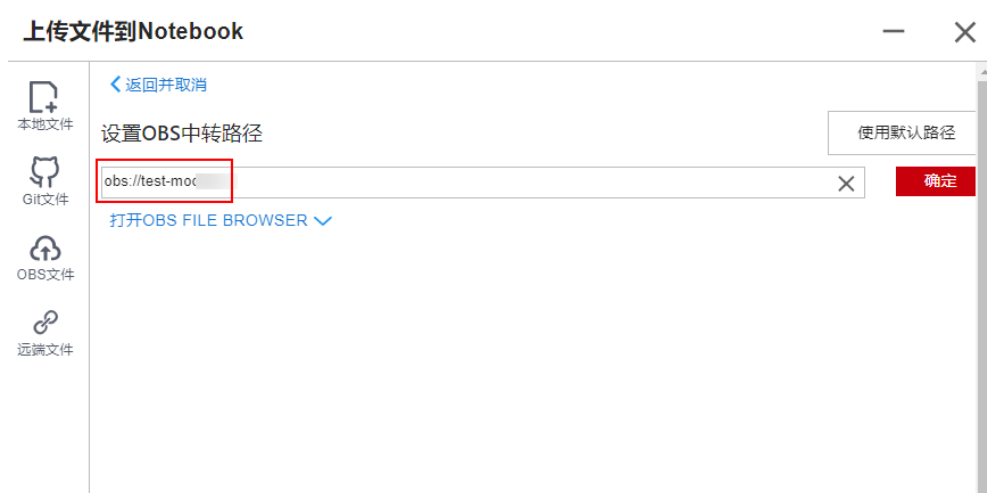 上传文件到Notebook
本地文件
Git文件
OBS文件
远端文件
返回并取消
设置OBS中转路径
使用默认路径
obs://test-mod
确定
打开OBS FILE BROWSER